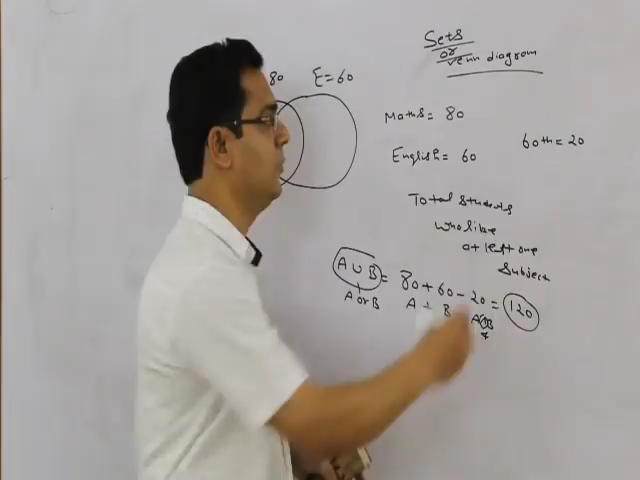 Sets
or
Venn diagram
80
E=60
Maths = 80
60th = 20
English = 60
Total Students
who like
at least one
Subject
A ∪ B = 80 + 60 - 20 = 120
A or B
A + B